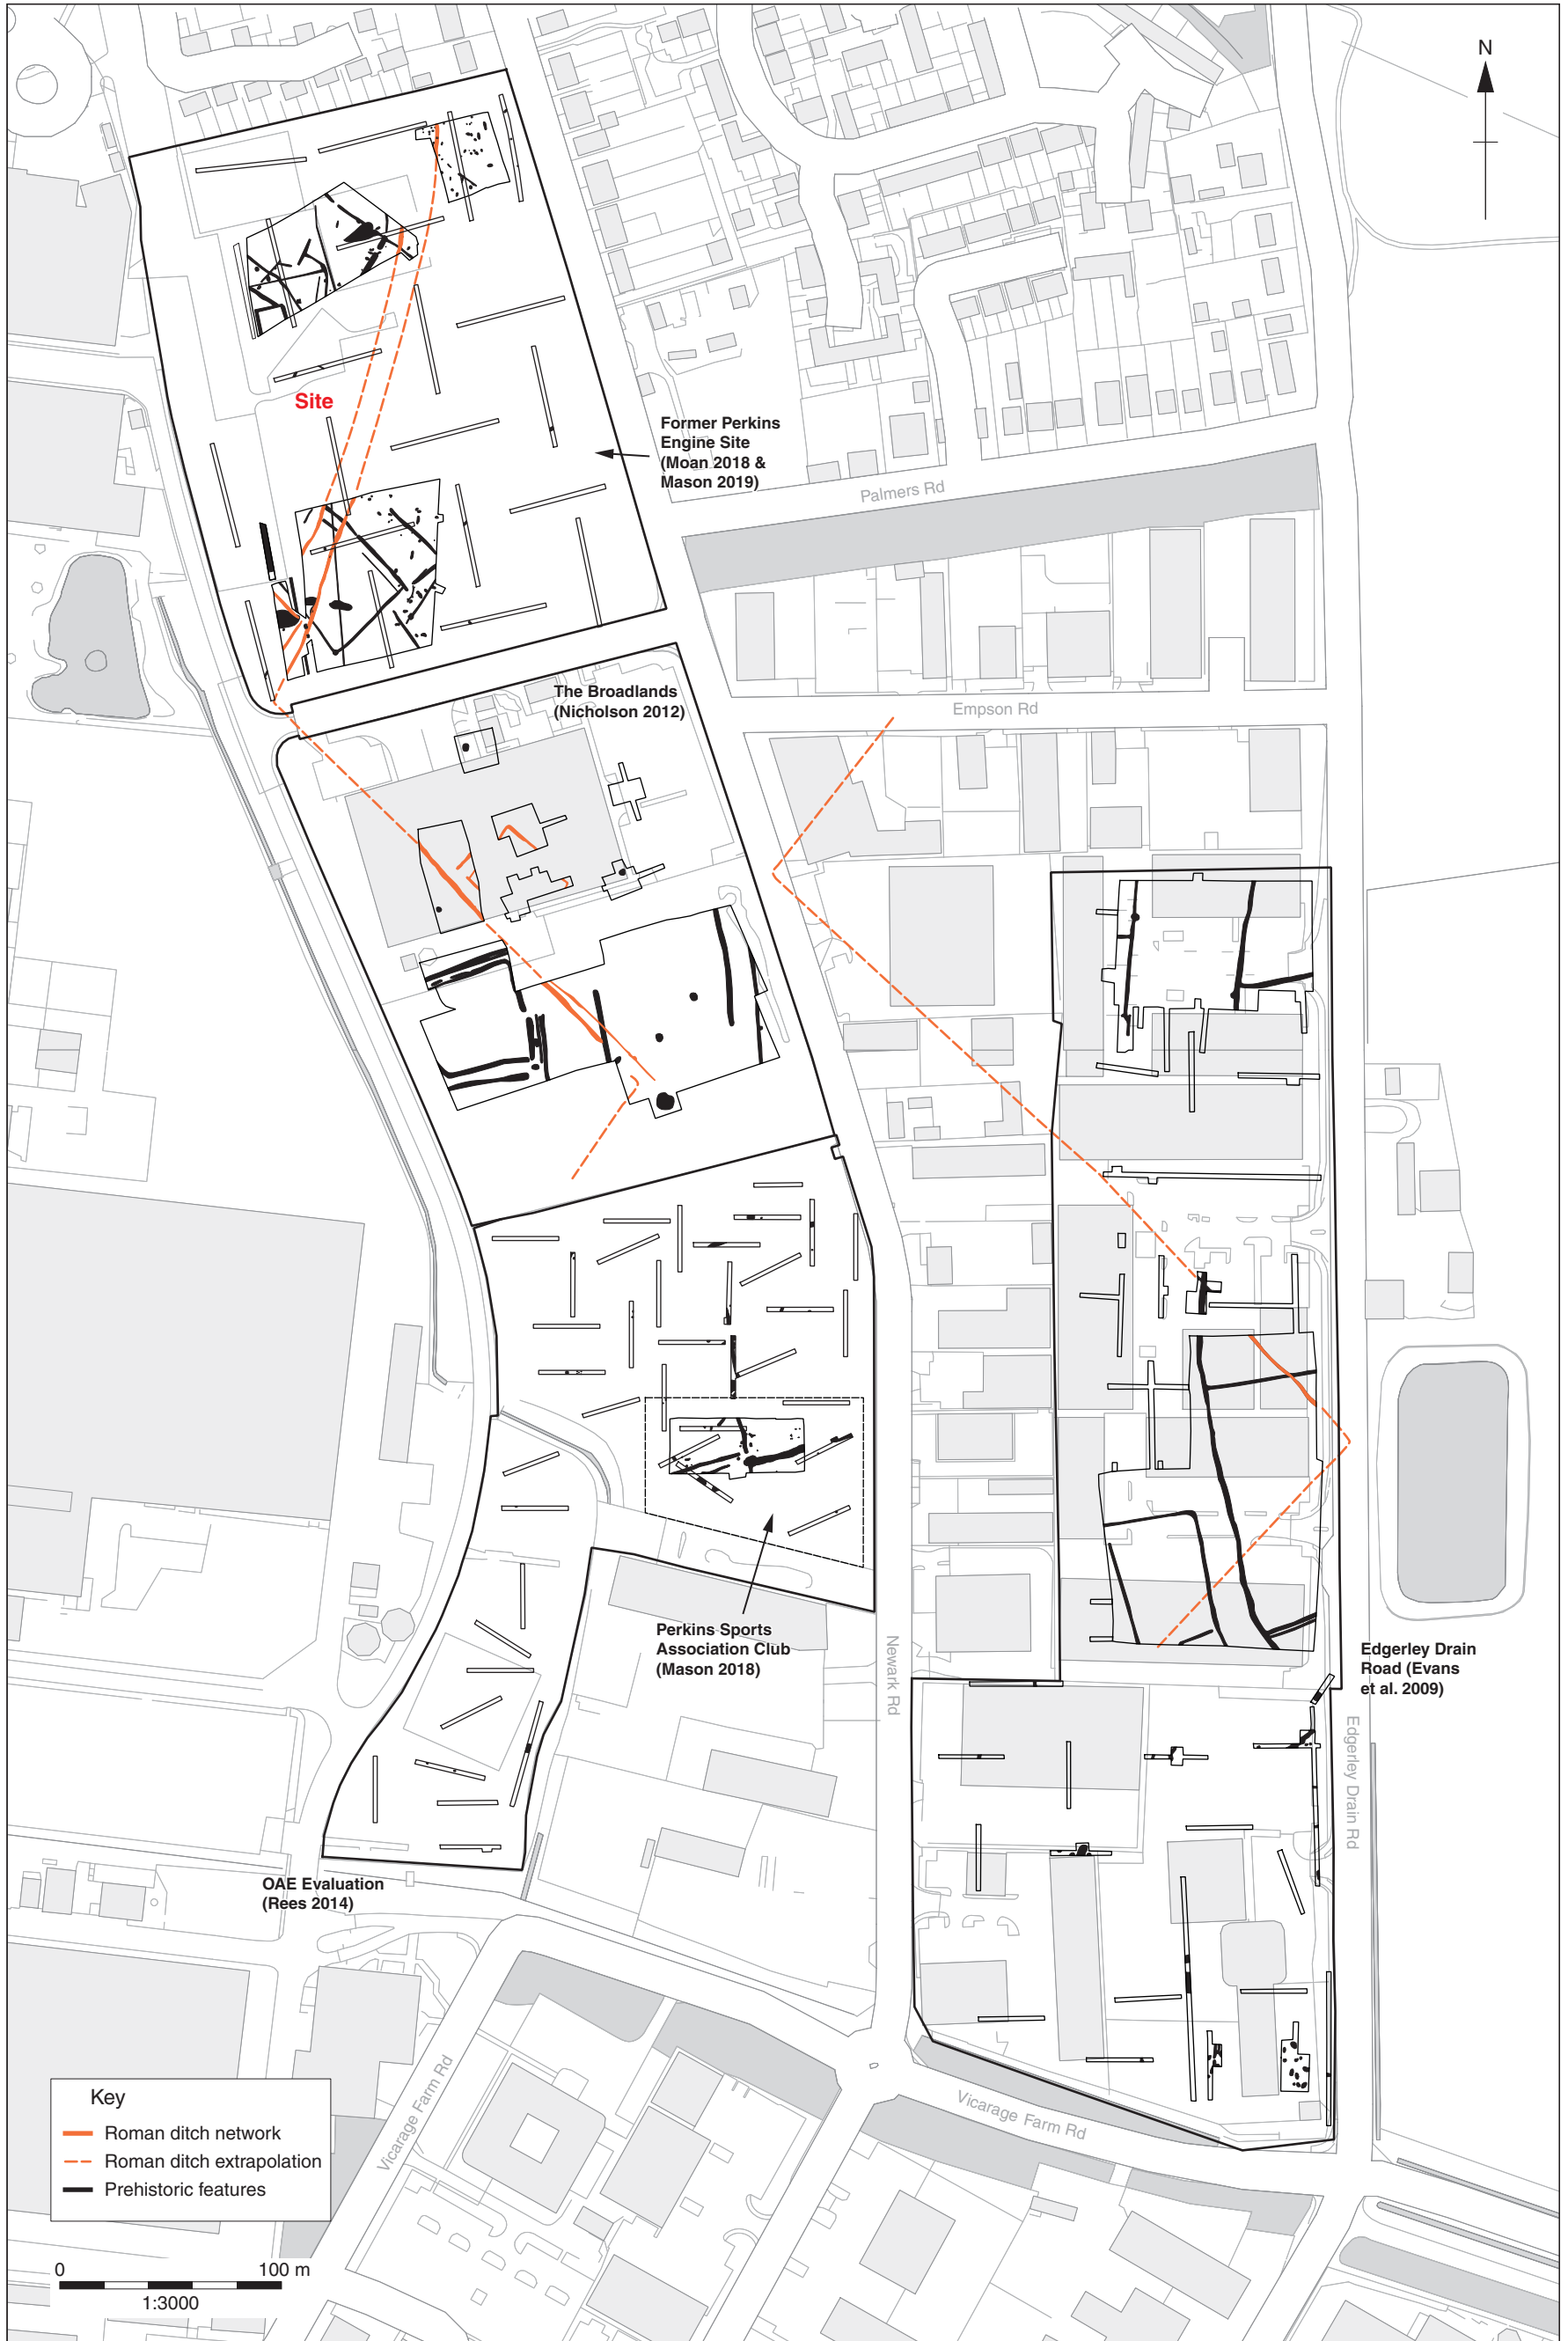 N
Site
Former Perkins
Engine Site
(Moan 2018 &
Mason 2019)
Palmers Rd
The Broadlands
(Nicholson 2012)
Empson Rd
Perkins Sports
Association Club
(Mason 2018)
Newark Rd
Edgerley Drain
Road (Evans
et al. 2009)
Edgerley Drain Rd
OAE Evaluation
(Rees 2014)
Vicarage Farm Rd
Vicarage Farm Rd
Key
Roman ditch network
Roman ditch extrapolation
Prehistoric features
0 100 m
1:3000